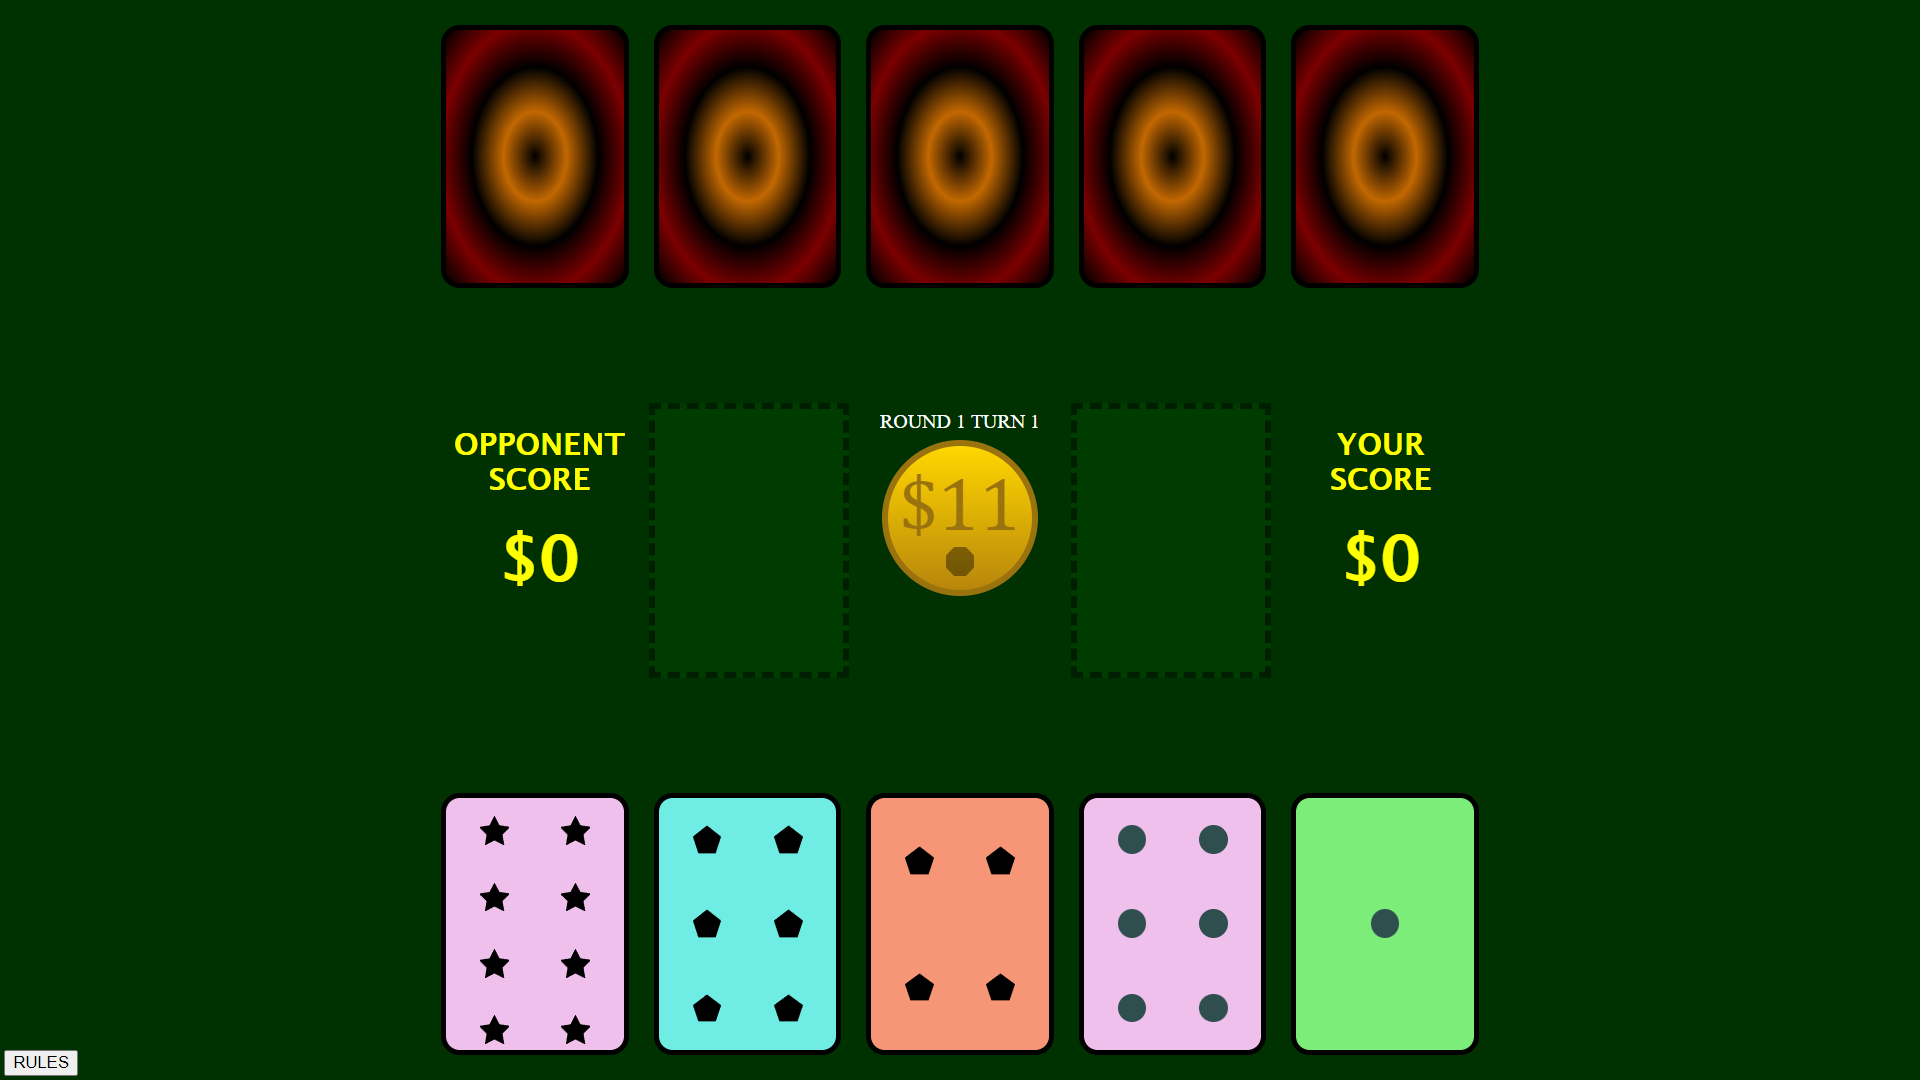 OPPONENT
SCORE
$0
ROUND 1 TURN 1
$11
YOUR
SCORE
$0
RULES